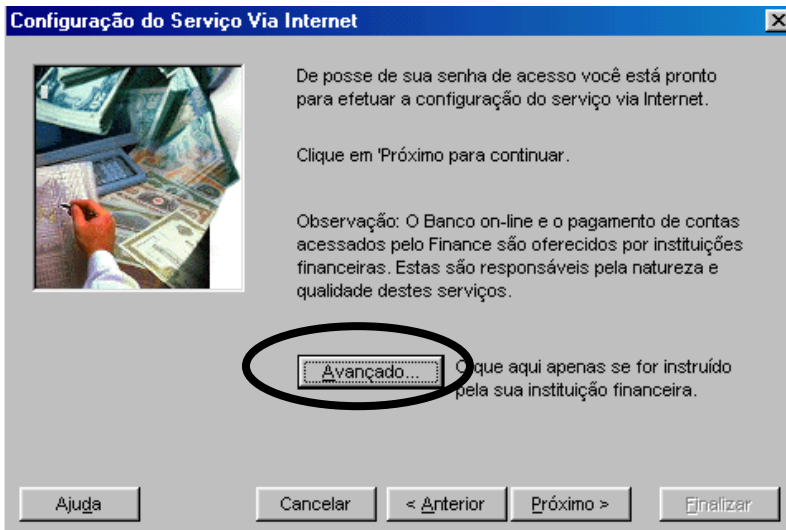 Configuração do Serviço Via Internet
De posse de sua senha de acesso você está pronto
para efetuar a configuração do serviço via Internet.
Clique em 'Próximo para continuar.
Observação: O Banco on-line e o pagamento de contas
acessados pelo Finance são oferecidos por instituições
financeiras. Estas são responsáveis pela natureza e
qualidade destes serviços.
Avançado...
Clique aqui apenas se for instruído
pela sua instituição financeira.
Ajuda
Cancelar
< Anterior
Próximo >
Finalizar